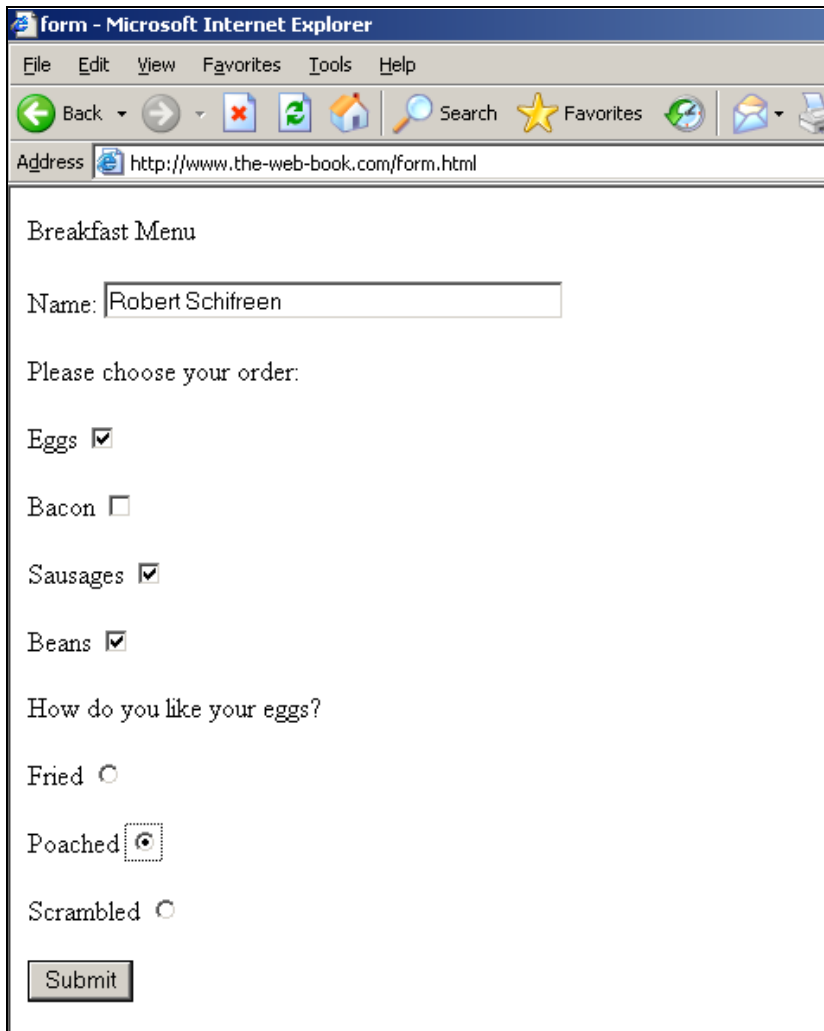 form - Microsoft Internet Explorer
File Edit View Favorites Tools Help
Back Search Favorites
Address http://www.the-web-book.com/form.html
Breakfast Menu
Name: Robert Schifreen
Please choose your order:
Eggs
Bacon
Sausages
Beans
How do you like your eggs?
Fried
Poached
Scrambled
Submit